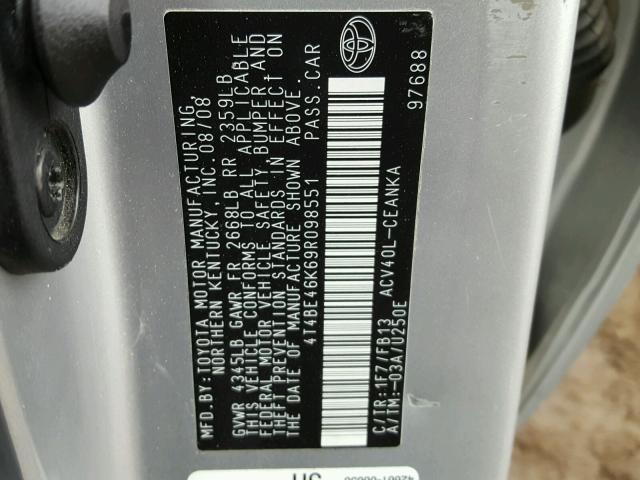 MFD. BY: TOYOTA MOTOR MANUFACTURING,
NORTHERN KENTUCKY, INC. 08/08
GVWR 4345LB GAWR FR 2668LB RR 2359LB
THIS VEHICLE CONFORMS TO ALL APPLICABLE
FEDERAL MOTOR VEHICLE SAFETY, BUMPER, AND
THEFT PREVENTION STANDARDS IN EFFECT ON
THE DATE OF MANUFACTURE SHOWN ABOVE.
4T4BE46K69R098551 PASS.CAR
C/TR: 1F7/FB13 ACV40L-CEANKA
A/TM: -03A/U250E
97688